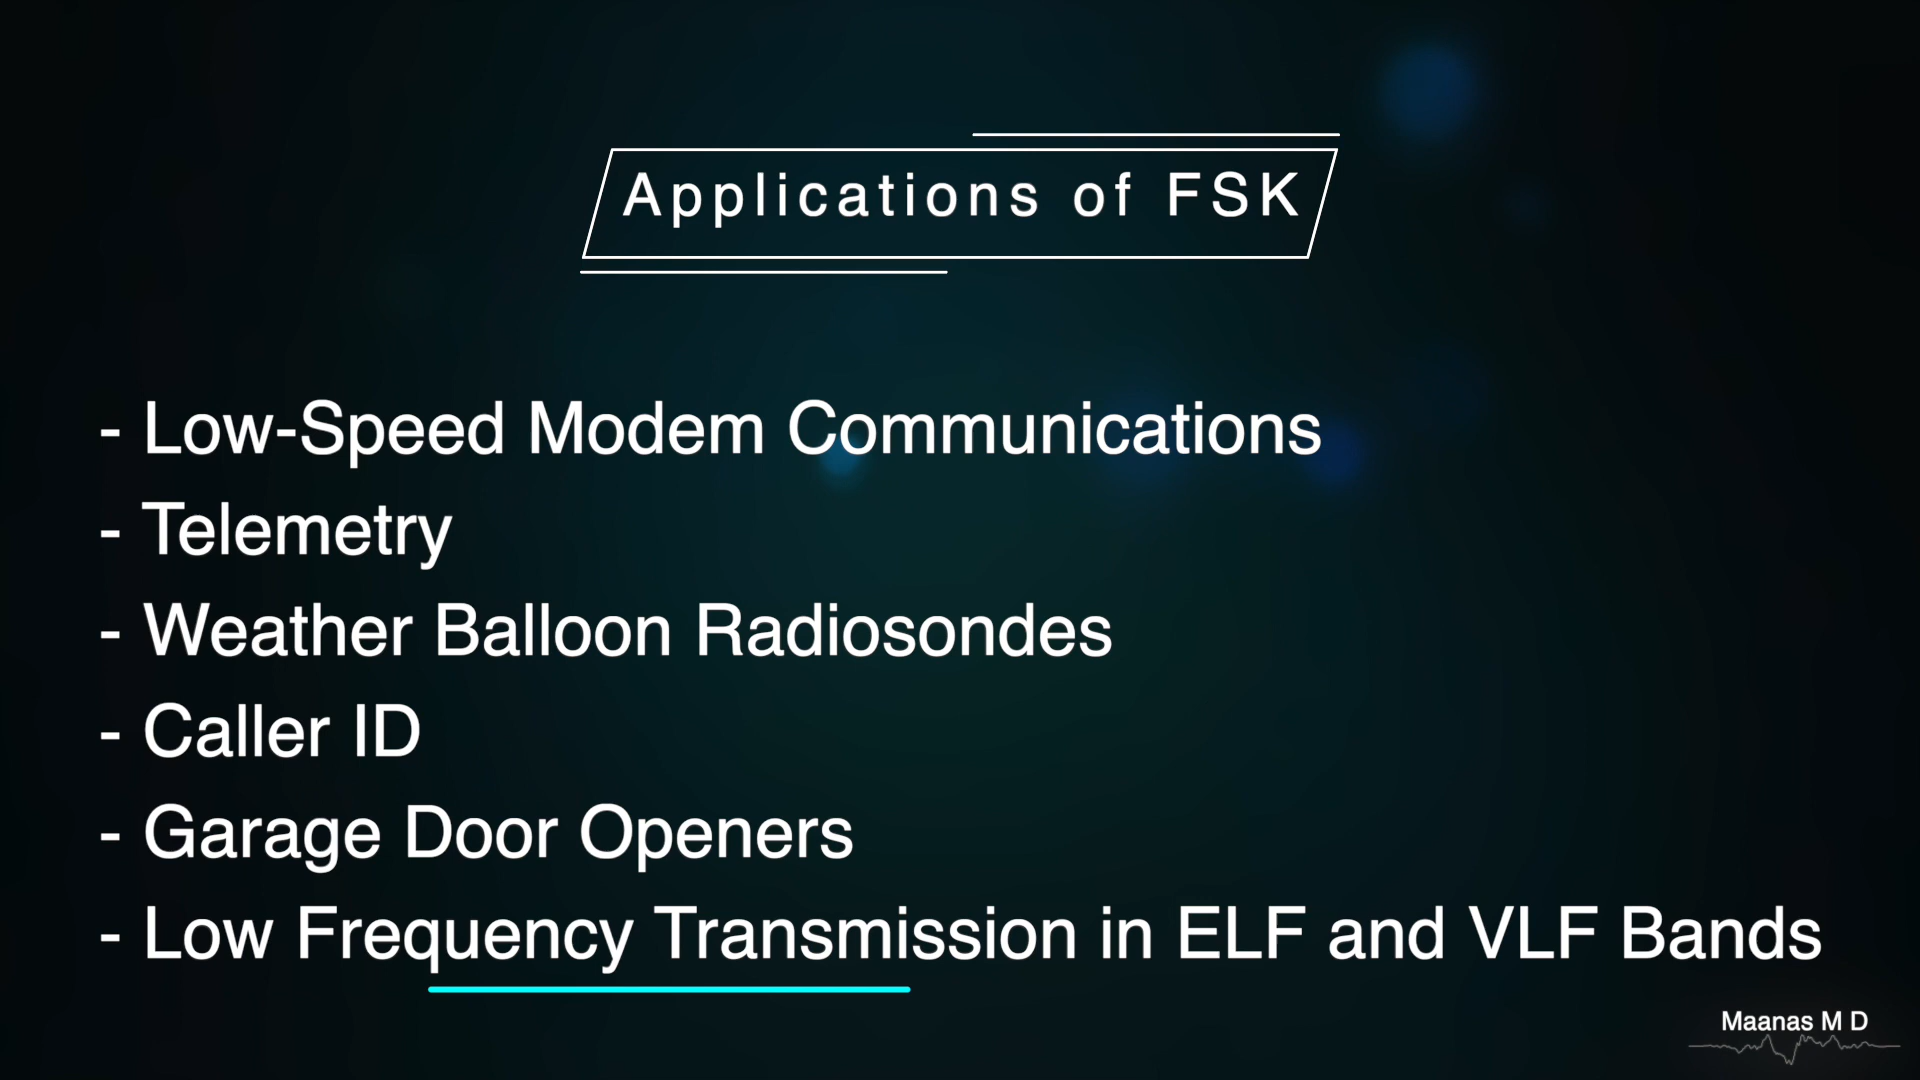 Applications of FSK
- Low-Speed Modem Communications
- Telemetry
- Weather Balloon Radiosondes
- Caller ID
- Garage Door Openers
- Low Frequency Transmission in ELF and VLF Bands
Maanas M D